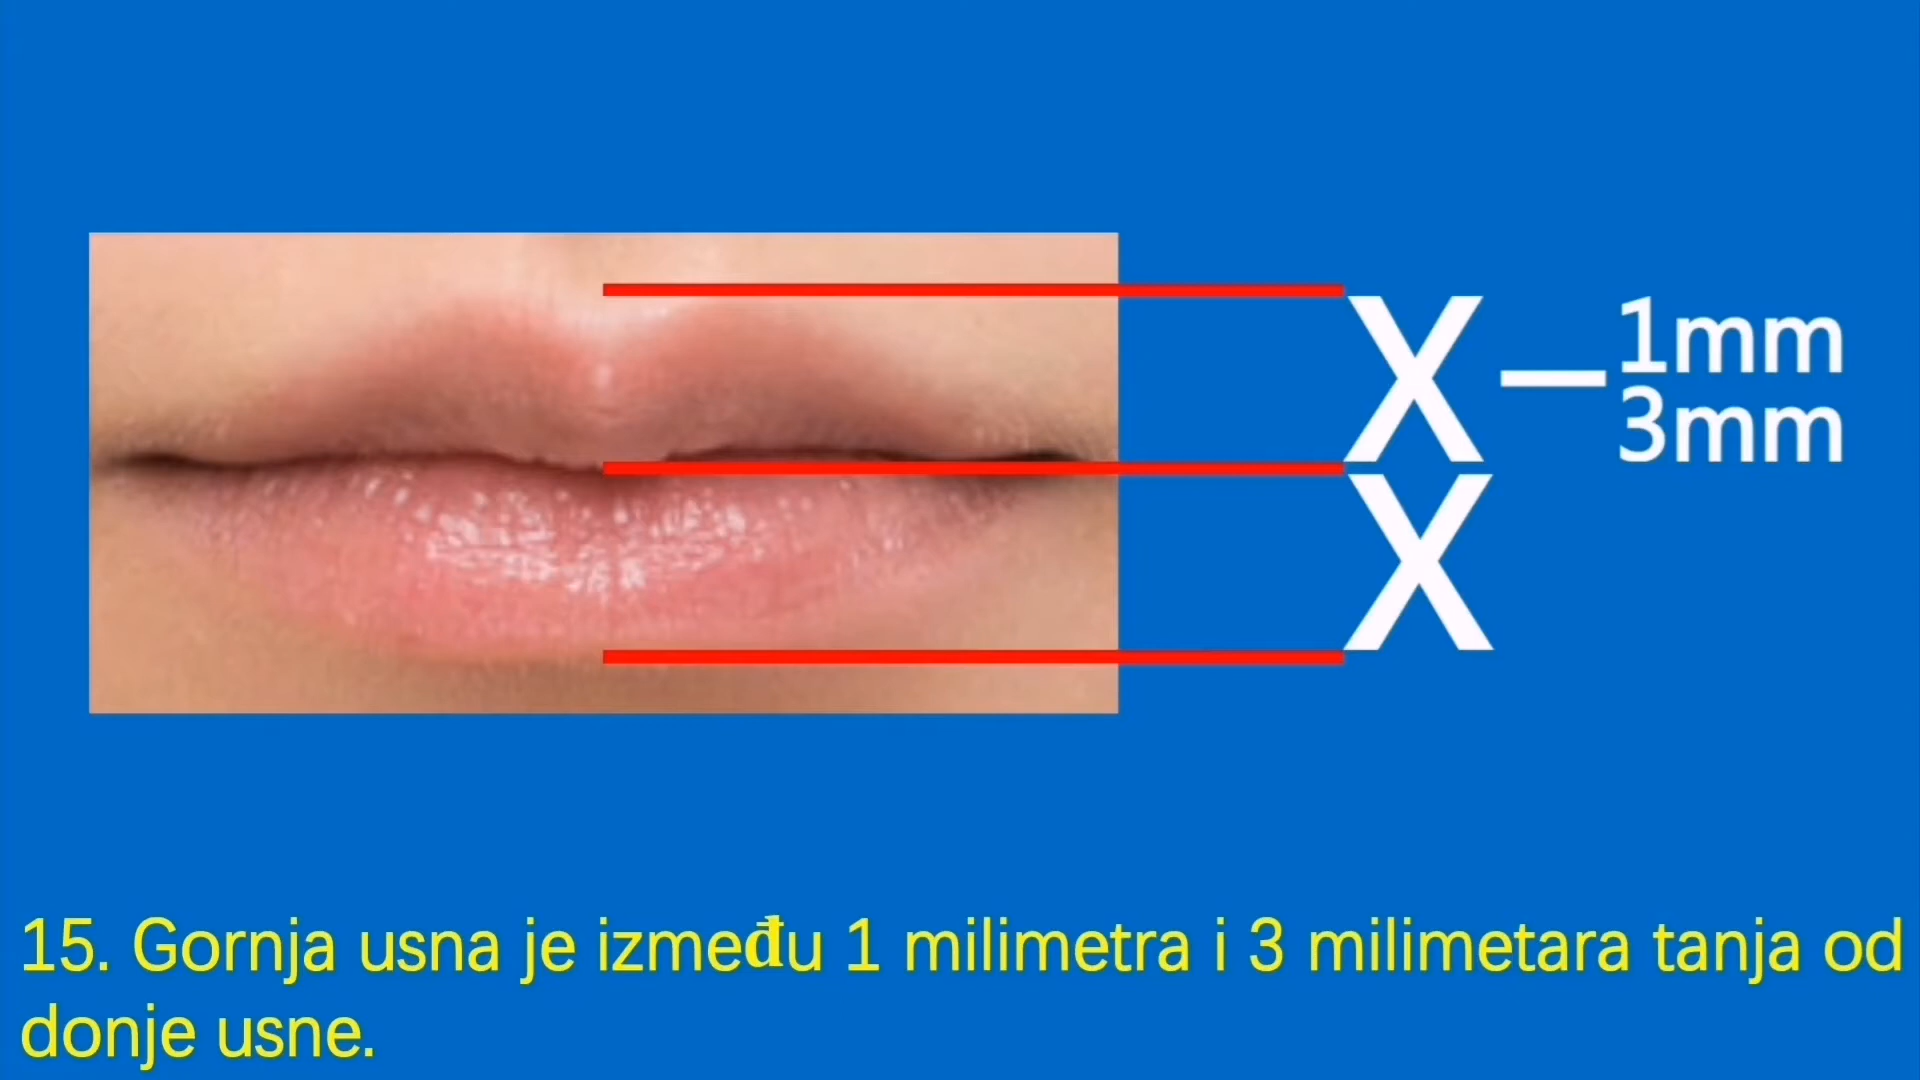 X — 1mm
3mm
X
15. Gornja usna je između 1 milimetra i 3 milimetara tanja od
donje usne.